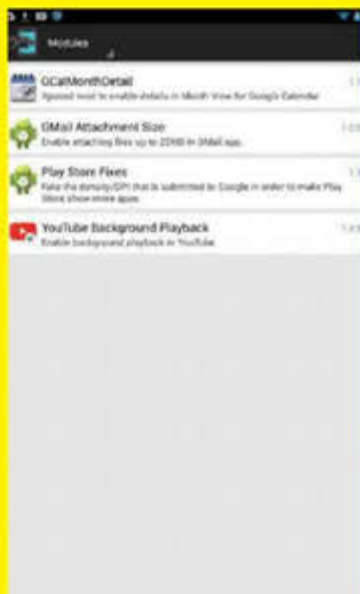 Modules
GCalMonthDetail
Xposed mod to enable details in Month View for Google Calendar
GMail Attachment Size
Enable attaching files up to 25MB in GMail app.
Play Store Fixes
Fake the density/DPI that is submitted to Google in order to make Play
Store show more apps.
YouTube Background Playback
Enable background playback in YouTube